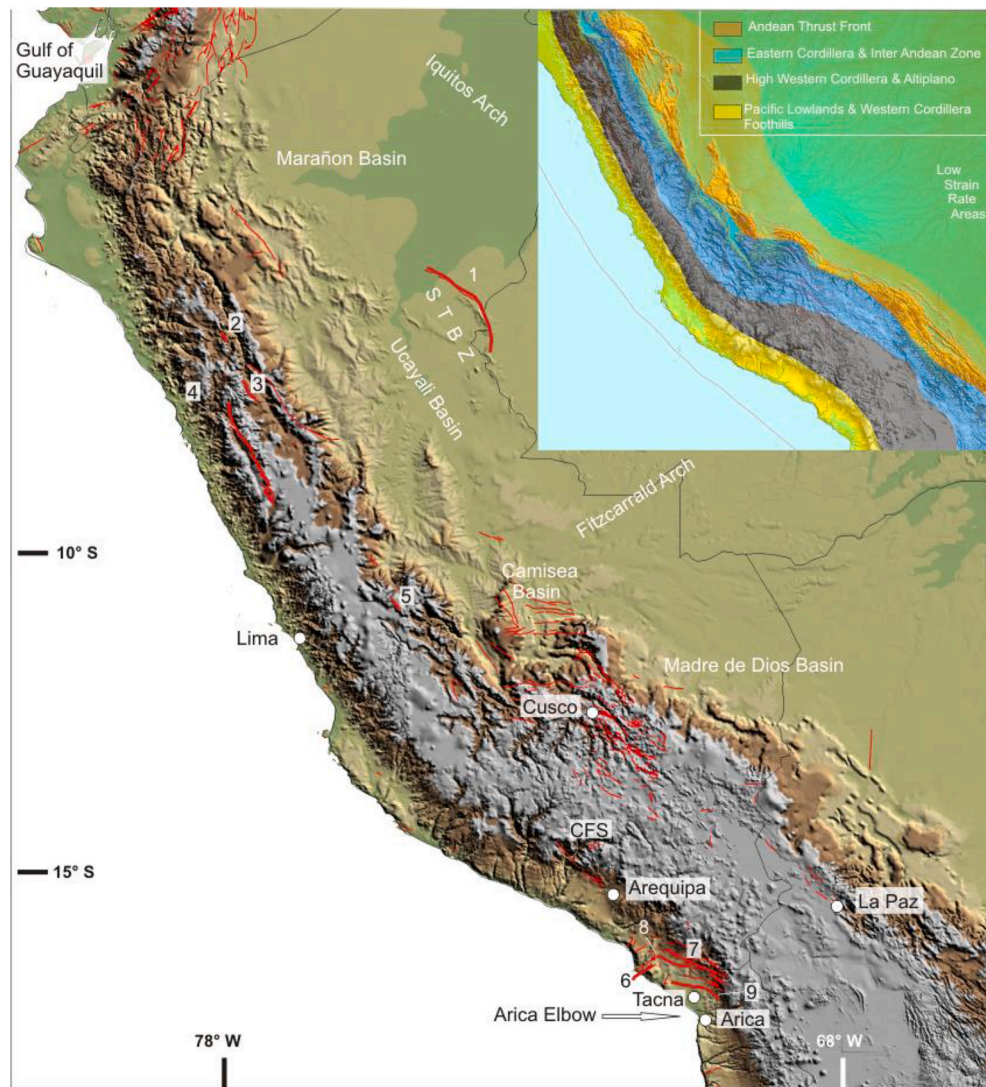 Gulf of
Guayaquil
Iquitos Arch
Marañon Basin
Andean Thrust Front
Eastern Cordillera & Inter Andean Zone
High Western Cordillera & Altiplano
Pacific Lowlands & Western Cordillera
Foothills
Low
Strain
Rate
Areas
1
S T B Z
Ucayali Basin
2
3
4
Fitzcarrald Arch
10° S
Camisea
Basin
5
Lima
Madre de Dios Basin
Cusco
CFS
15° S
Arequipa
La Paz
8
7
6
9
Tacna
Arica Elbow
Arica
78° W
68° W